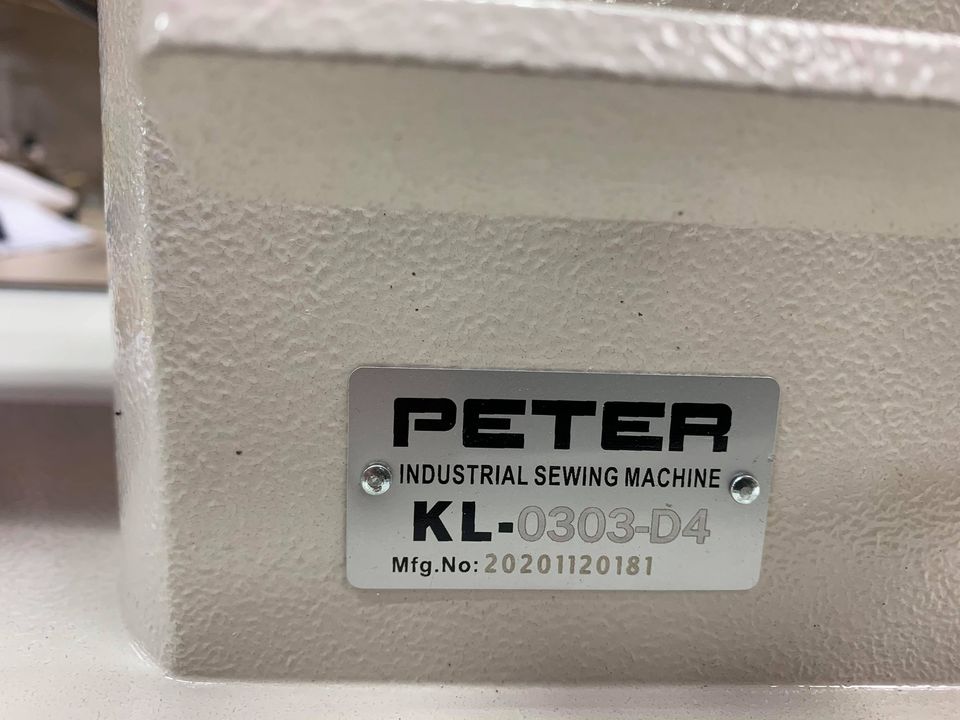 PETER
INDUSTRIAL SEWING MACHINE
KL-0303-D4
Mfg.No: 20201120181